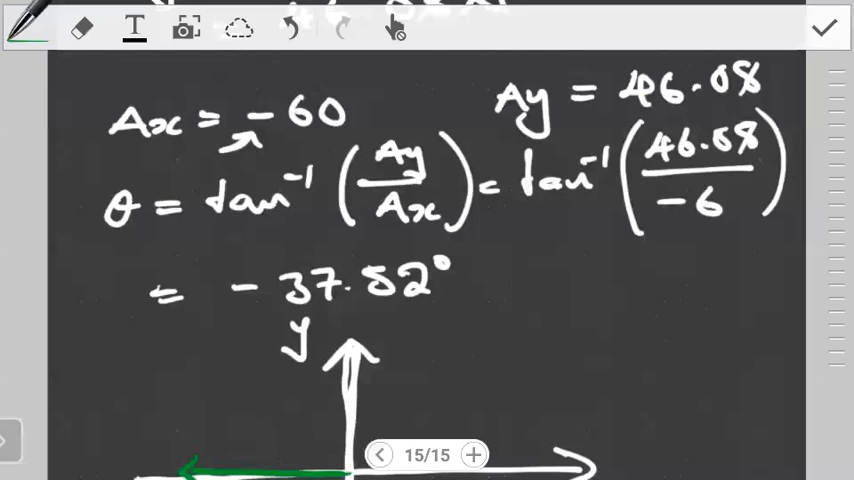 T
Ax = - 60
Ay = 46.08
θ = tan⁻¹ (Ay/Ax) = tan⁻¹ (46.08/-6)
= - 37.52°
y
15/15